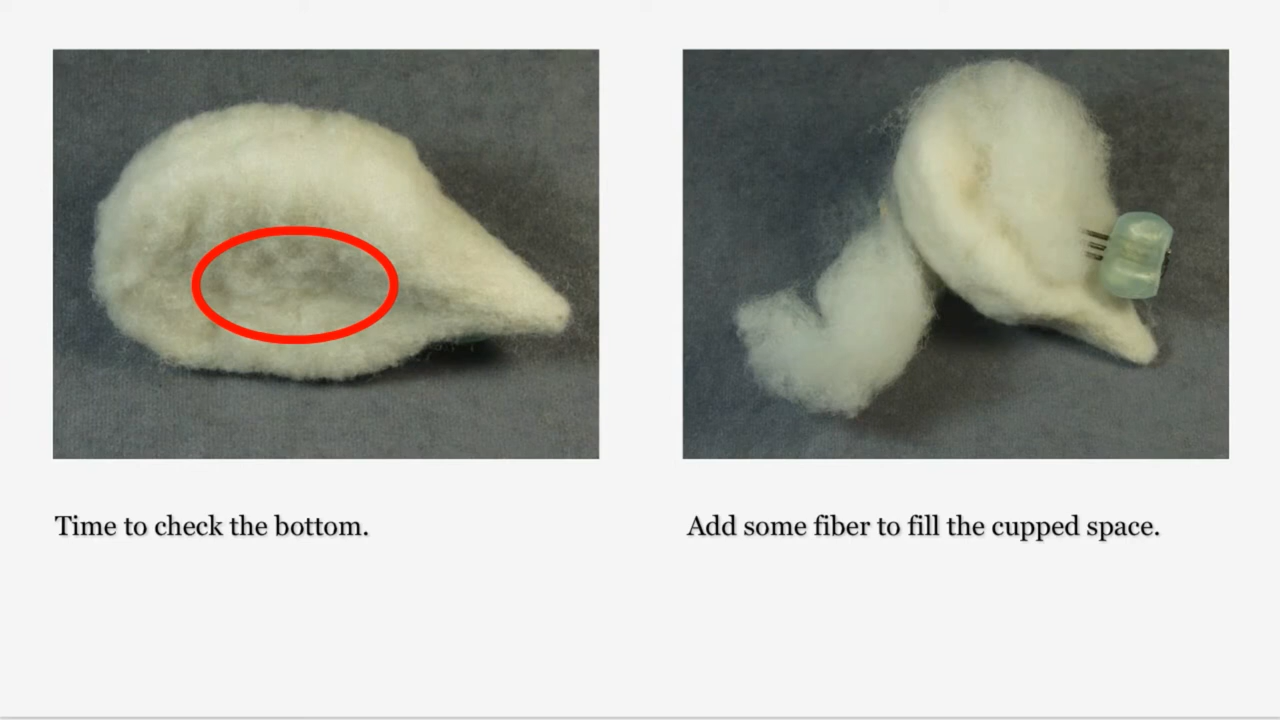 Time to check the bottom.
Add some fiber to fill the cupped space.